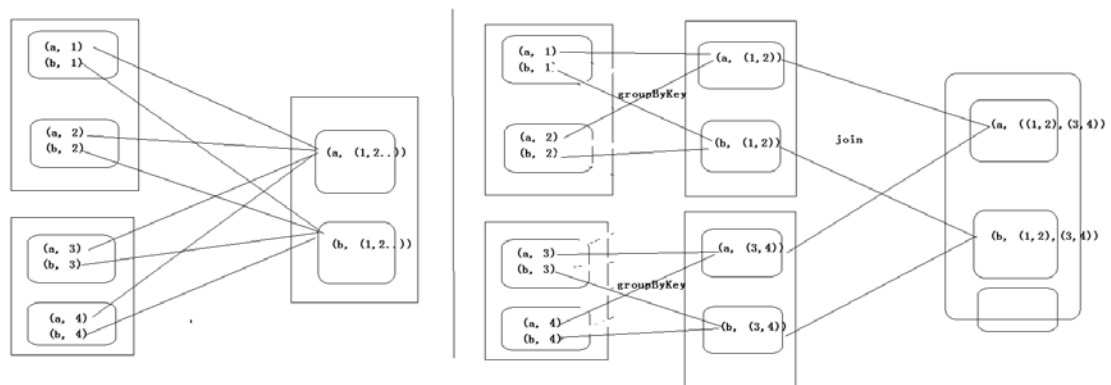 (a, 1)
(b, 1)
(a, 2)
(b, 2)
(a, 3)
(b, 3)
(a, 4)
(b, 4)
(a, (1,2..))
(b, (1,2..))
(a, 1)
(b, 1)
(a, 2)
(b, 2)
groupByKey
(a, (1,2))
(b, (1,2))
(a, 3)
(b, 3)
(a, 4)
(b, 4)
groupByKey
(a, (3,4))
(b, (3,4))
join
(a, ((1,2),(3,4))
(b, (1,2),(3,4))